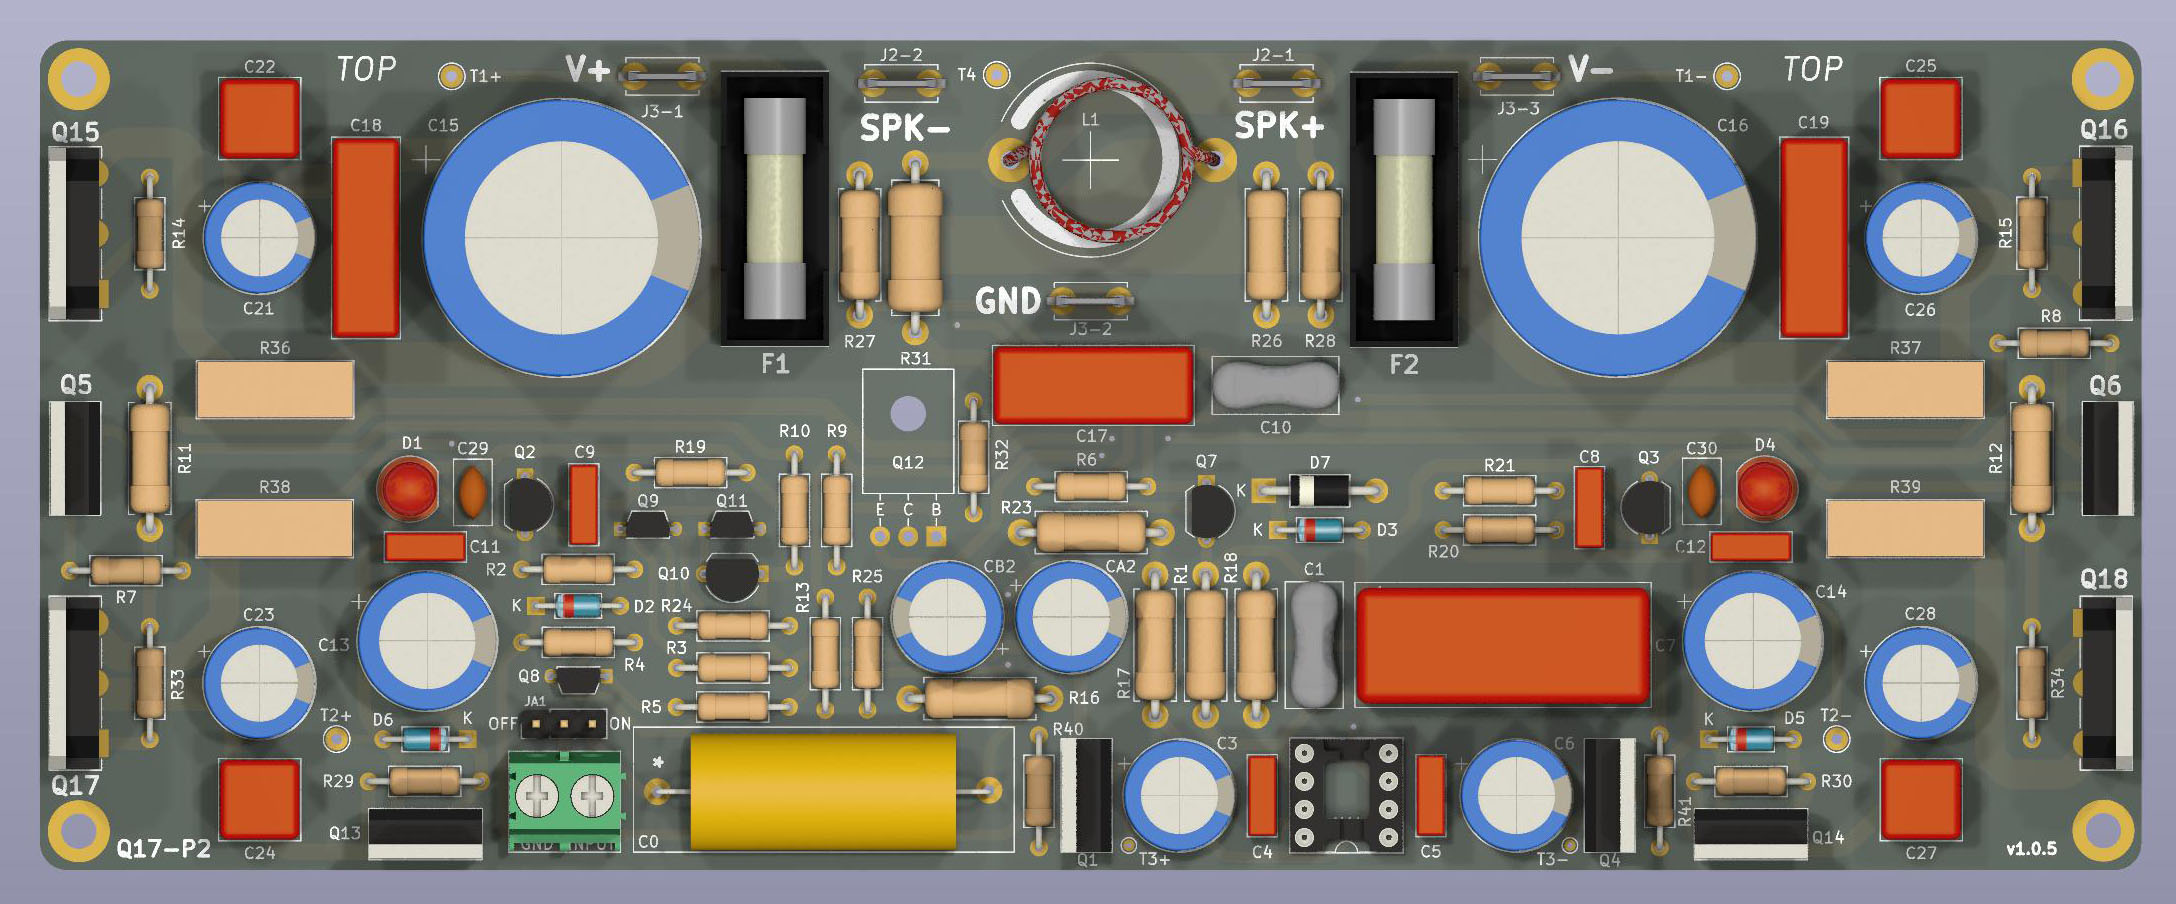 C22
TOP
T1+
V+
J2-2
T4
J2-1
V-
T1-
TOP
C25
Q15
C18
C15
J3-1
SPK-
L1
SPK+
J3-3
C16
C19
Q16
R14
R15
C21
GND
C26
J3-2
R8
R36
R27
R26
R28
R37
F1
R31
F2
Q5
Q6
D1
C29
Q2
C9
R19
R10
R9
C17
C10
R11
Q12
R32
R6
Q7
D7
R21
C8
Q3
C30
D4
R12
R38
K
R39
Q9
Q11
E
C
B
R23
K
D3
C11
R20
C12
R2
Q10
R25
CB2
CA2
R1
R18
C1
Q18
R7
K
D2
R24
R13
C14
C23
C13
R3
R4
C7
C28
R33
Q8
R5
R16
R17
R34
T2+
D6
K
OFF
JA1
ON
R40
C3
C6
K
D5
T2-
Q17
R29
*
R30
R41
Q17-P2
Q13
GND
INPUT
C0
Q1
T3+
C4
C5
T3-
Q4
Q14
v1.0.5
C24
C27